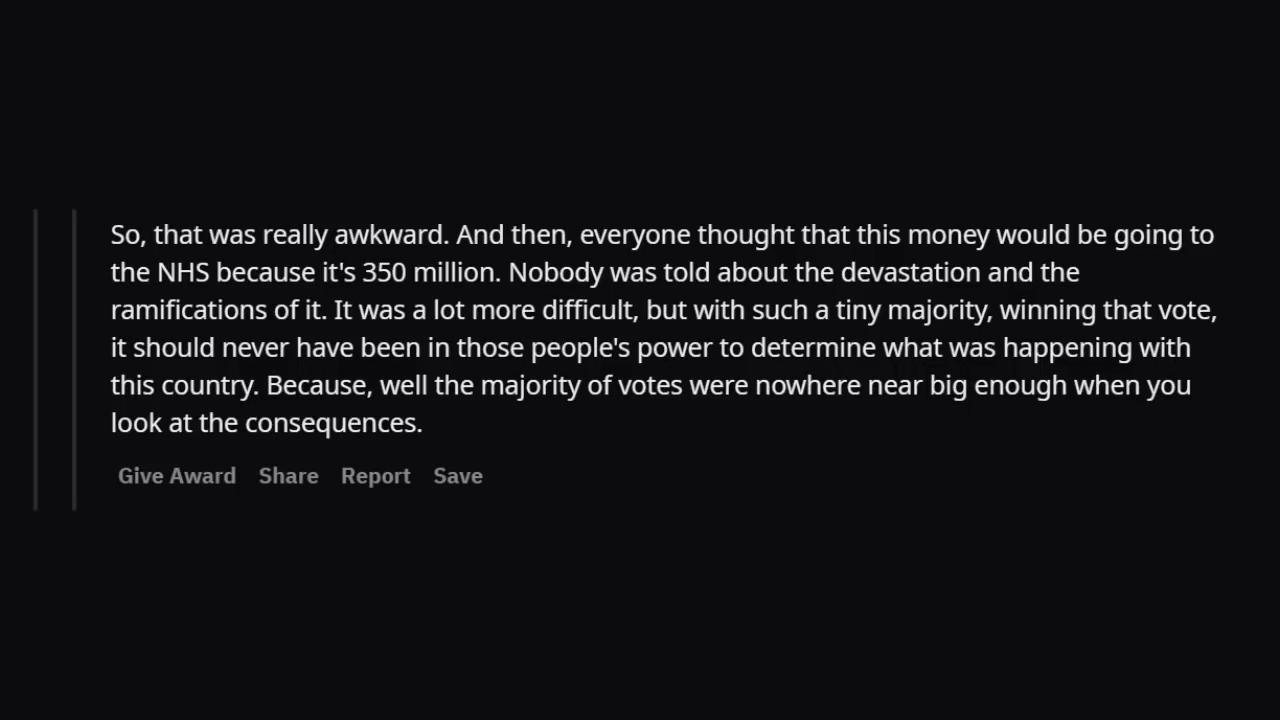 So, that was really awkward. And then, everyone thought that this money would be going to
the NHS because it's 350 million. Nobody was told about the devastation and the
ramifications of it. It was a lot more difficult, but with such a tiny majority, winning that vote,
it should never have been in those people's power to determine what was happening with
this country. Because, well the majority of votes were nowhere near big enough when you
look at the consequences.
Give Award Share Report Save